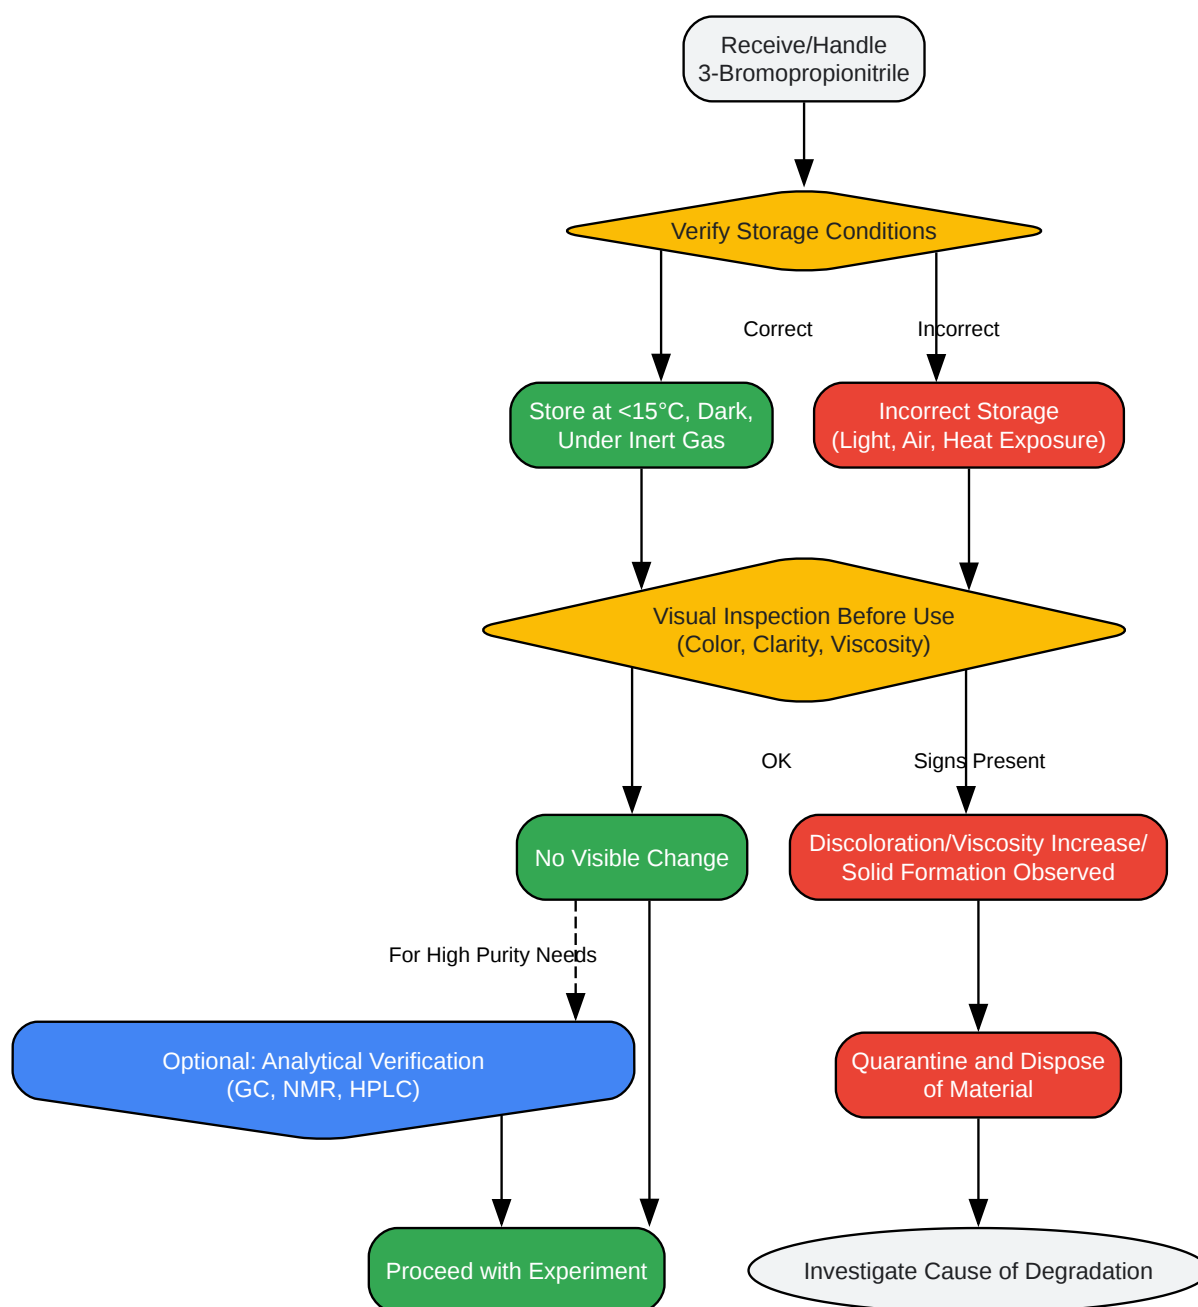 Receive/Handle
3-Bromopropionitrile
Verify Storage Conditions
Correct
Incorrect
Store at <15°C, Dark,
Under Inert Gas
Incorrect Storage
(Light, Air, Heat Exposure)
Visual Inspection Before Use
(Color, Clarity, Viscosity)
OK
Signs Present
No Visible Change
Discoloration/Viscosity Increase/
Solid Formation Observed
For High Purity Needs
Optional: Analytical Verification
(GC, NMR, HPLC)
Quarantine and Dispose
of Material
Proceed with Experiment
Investigate Cause of Degradation